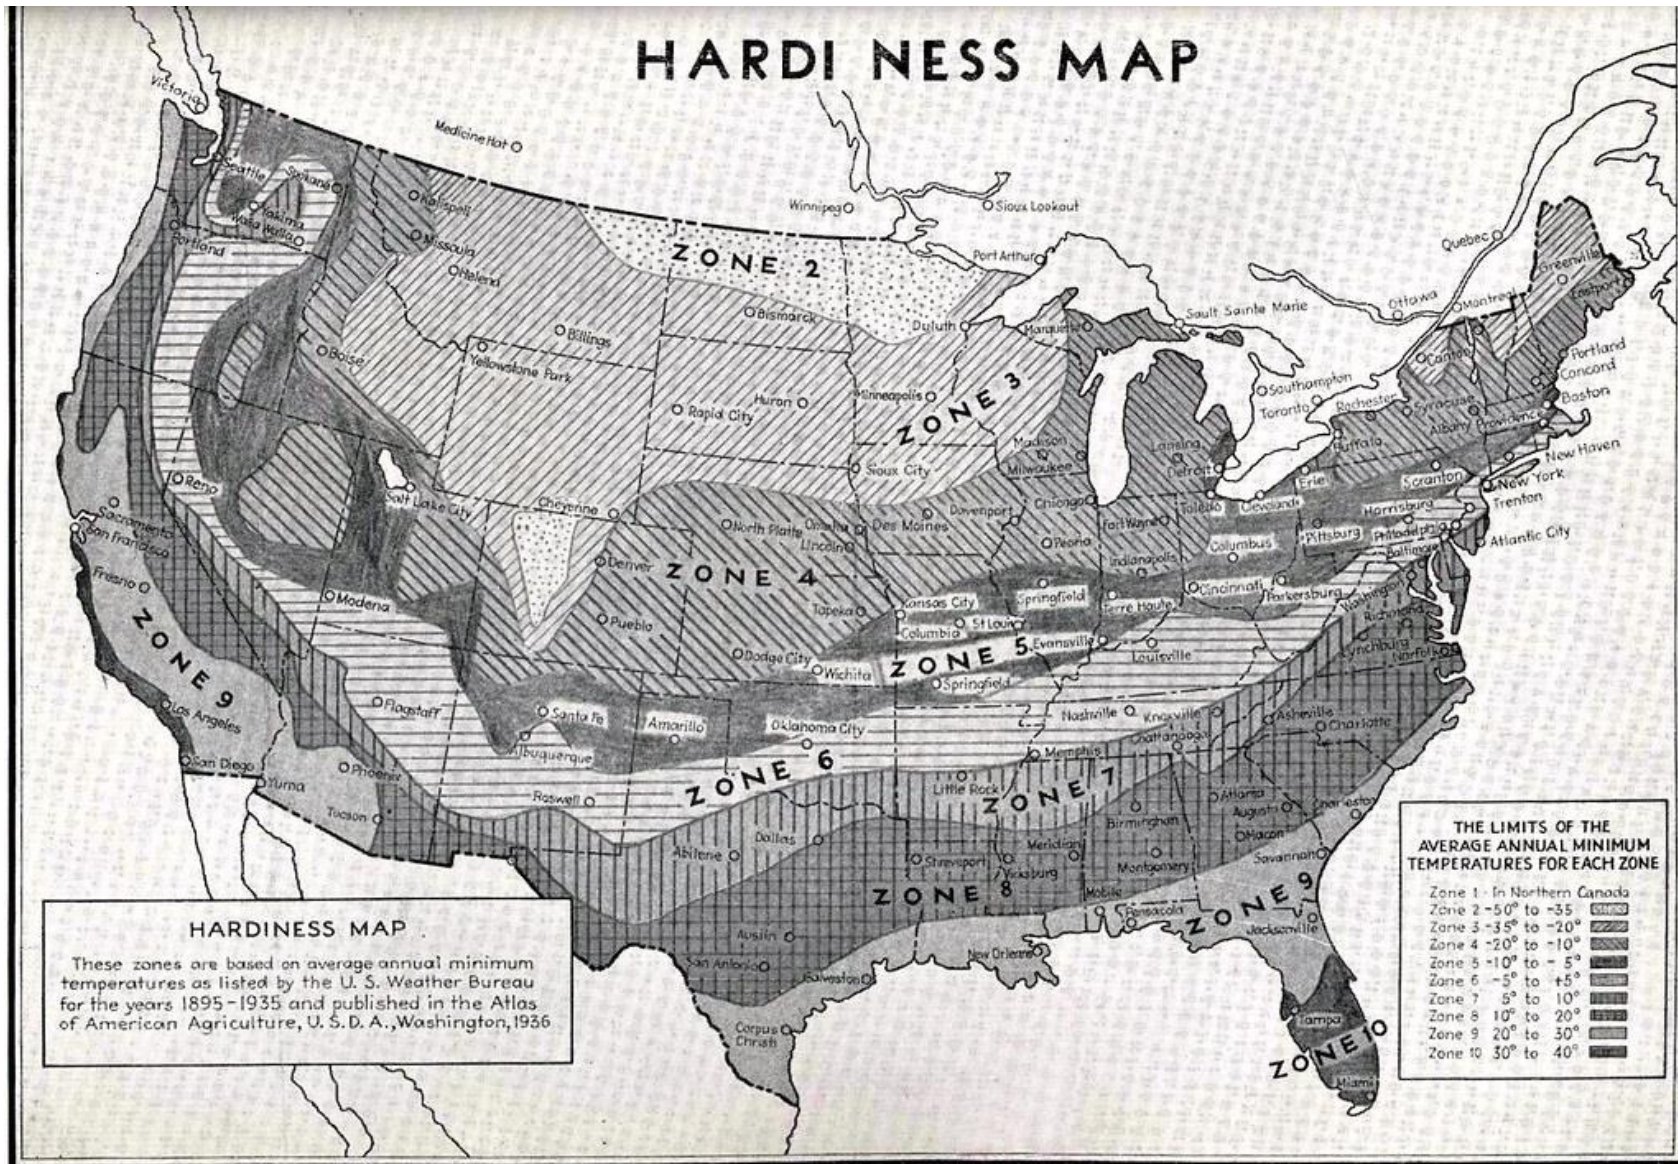 HARDI NESS MAP
Victoria
Medicine Hat
Winnipeg
Sioux Lookout
Port Arthur
Quebec
Ottawa
Montreal
Sault Sainte Marie
Greenville
Eastport
Seattle
Spokane
Yakima
Walla Walla
Portland
Kalispell
Missoula
Helena
ZONE 2
Bismarck
Duluth
Marquette
Canton
Portland
Concord
Boston
Billings
Yellowstone Park
Boise
Southampton
Toronto
Rochester
Syracuse
Albany
Providence
Buffalo
Huron
Minneapolis
ZONE 3
Rapid City
Madison
Milwaukee
Lansing
Detroit
New Haven
Sioux City
Erie
Scranton
New York
Trenton
Reno
Salt Lake City
Cheyenne
North Platte
Omaha
Lincoln
Des Moines
Davenport
Chicago
Fort Wayne
Toledo
Cleveland
Harrisburg
Sacramento
San Francisco
Peoria
Indianapolis
Columbus
Pittsburg
Philadelphia
Baltimore
Atlantic City
Fresno
Modena
Denver
ZONE 4
Topeka
Kansas City
Springfield
Terre Haute
Cincinnati
Parkersburg
Washington
Richmond
Pueblo
Columbia
St Louis
Evansville
Louisville
Lynchburg
Norfolk
ZONE 9
Dodge City
Wichita
ZONE 5
Springfield
Los Angeles
Flagstaff
Santa Fe
Amarillo
Oklahoma City
Nashville
Knoxville
Asheville
Charlotte
Albuquerque
Chattanooga
Memphis
San Diego
Yuma
Phoenix
ZONE 6
Little Rock
ZONE 7
Roswell
Tucson
Dallas
Abilene
Birmingham
Atlanta
Augusta
Charleston
Macon
Shreveport
Meridian
Vicksburg
Montgomery
Savannah
ZONE 8
Mobile
Pensacola
ZONE 9
Jacksonville
Austin
San Antonio
Galveston
New Orleans
Corpus
Christi
Tampa
ZONE 10
Miami
HARDINESS MAP
These zones are based on average annual minimum
temperatures as listed by the U. S. Weather Bureau
for the years 1895-1935 and published in the Atlas
of American Agriculture, U. S. D. A., Washington, 1936
THE LIMITS OF THE
AVERAGE ANNUAL MINIMUM
TEMPERATURES FOR EACH ZONE
Zone 1 - In Northern Canada
Zone 2 -50° to -35
Zone 3 -35° to -20°
Zone 4 -20° to -10°
Zone 5 -10° to -5°
Zone 6 -5° to +5°
Zone 7 5° to 10°
Zone 8 10° to 20°
Zone 9 20° to 30°
Zone 10 30° to 40°